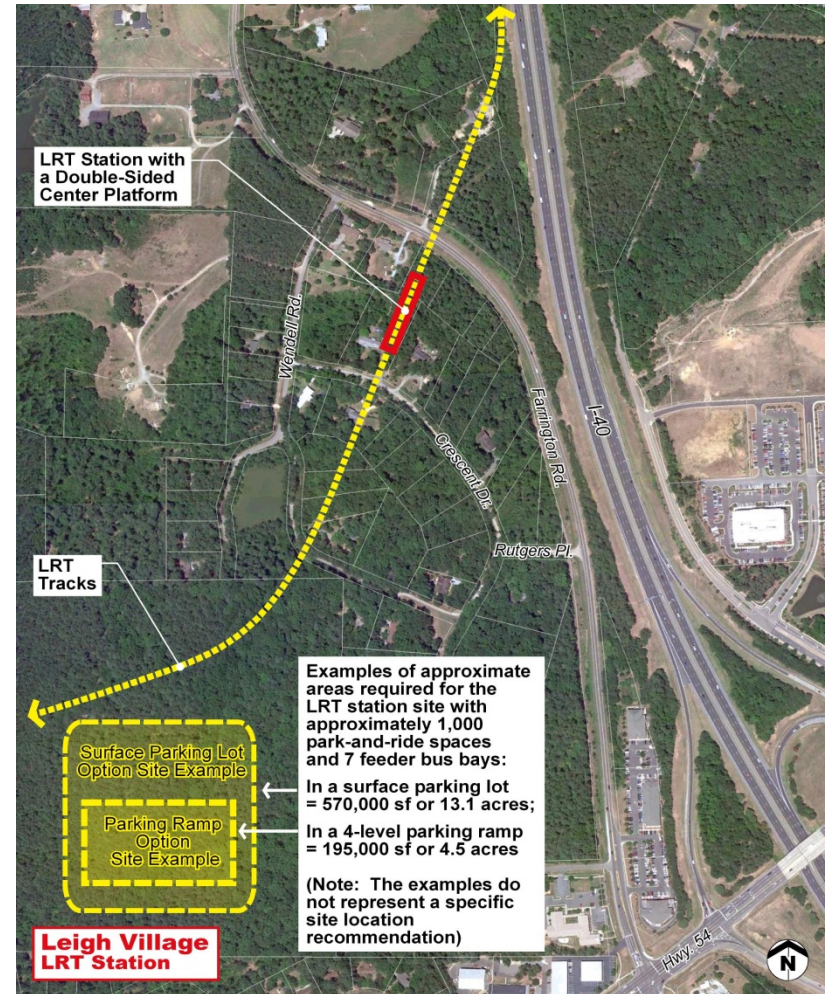 LRT Station with
a Double-Sided
Center Platform
Wendell Rd.
Farrington Rd.
I-40
Crescent Dr.
Rutgers Pl.
LRT
Tracks
Examples of approximate
areas required for the
LRT station site with
approximately 1,000
park-and-ride spaces
and 7 feeder bus bays:
In a surface parking lot
= 570,000 sf or 13.1 acres;
In a 4-level parking ramp
= 195,000 sf or 4.5 acres
(Note: The examples do
not represent a specific
site location
recommendation)
Surface Parking Lot
Option Site Example
Parking Ramp
Option
Site Example
Leigh Village
LRT Station
Hwy. 54
N